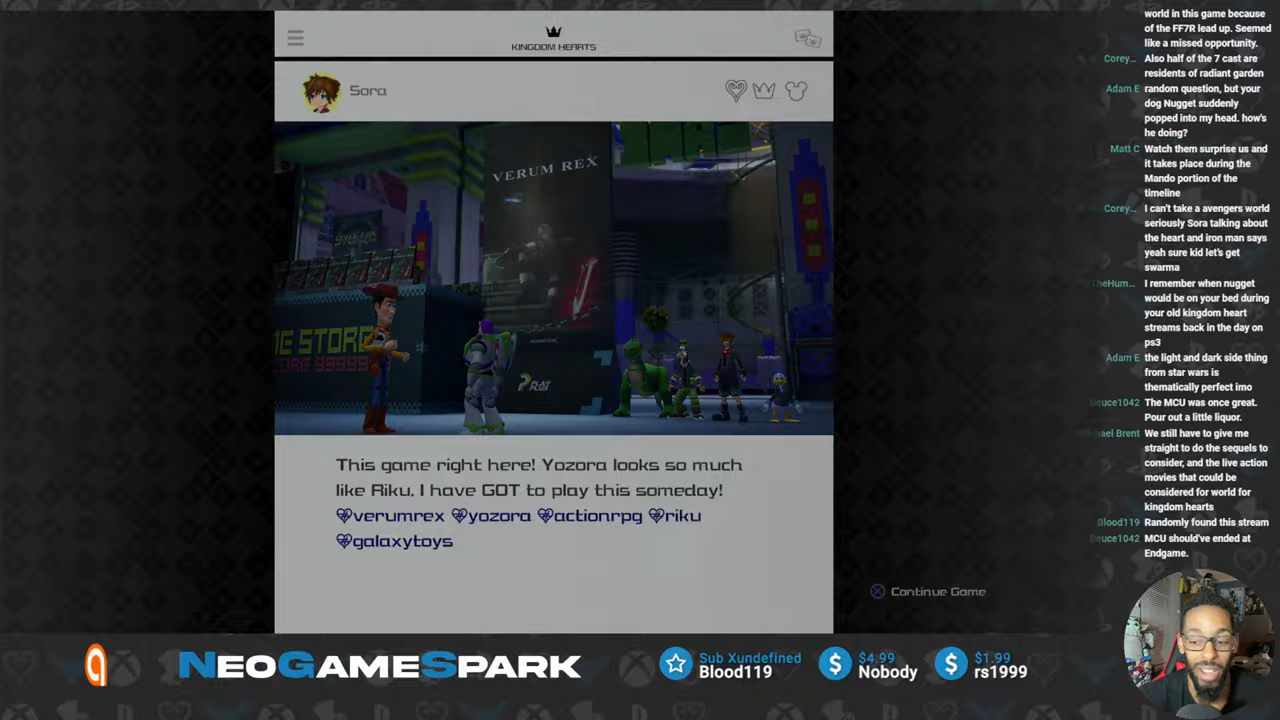 KINGDOM HEARTS
Sora
VERUM REX
PLAY
This game right here! Yozora looks so much
like Riku. I have GOT to play this someday!
verumrex yozora actionrpg riku
galaxytoys
Continue Game
world in this game because
of the FF7R lead up. Seemed
like a missed opportunity.
Corey... Also half of the 7 cast are
residents of radiant garden
Adam E random question, but your
dog Nugget suddenly
popped into my head. how's
he doing?
Matt C Watch them surprise us and
it takes place during the
Mando portion of the
timeline
Corey... I can't take a avengers world
seriously Sora talking about
the heart and iron man says
yeah sure kid let's get
swarma
TheHum... I remember when nugget
would be on your bed during
your old kingdom heart
streams back in the day on
ps3
Adam E the light and dark side thing
from star wars is
thematically perfect imo
Deuce1042 The MCU was once great.
Pour out a little liquor.
Brent We still have to give me
straight to do the sequels to
consider, and the live action
movies that could be
considered for world for
kingdom hearts
Blood119 Randomly found this stream
Deuce1042 MCU should've ended at
Endgame.
NEOGAMESPARK
Sub Xundefined
Blood119
$4.99
Nobody
$1.99
rs1999